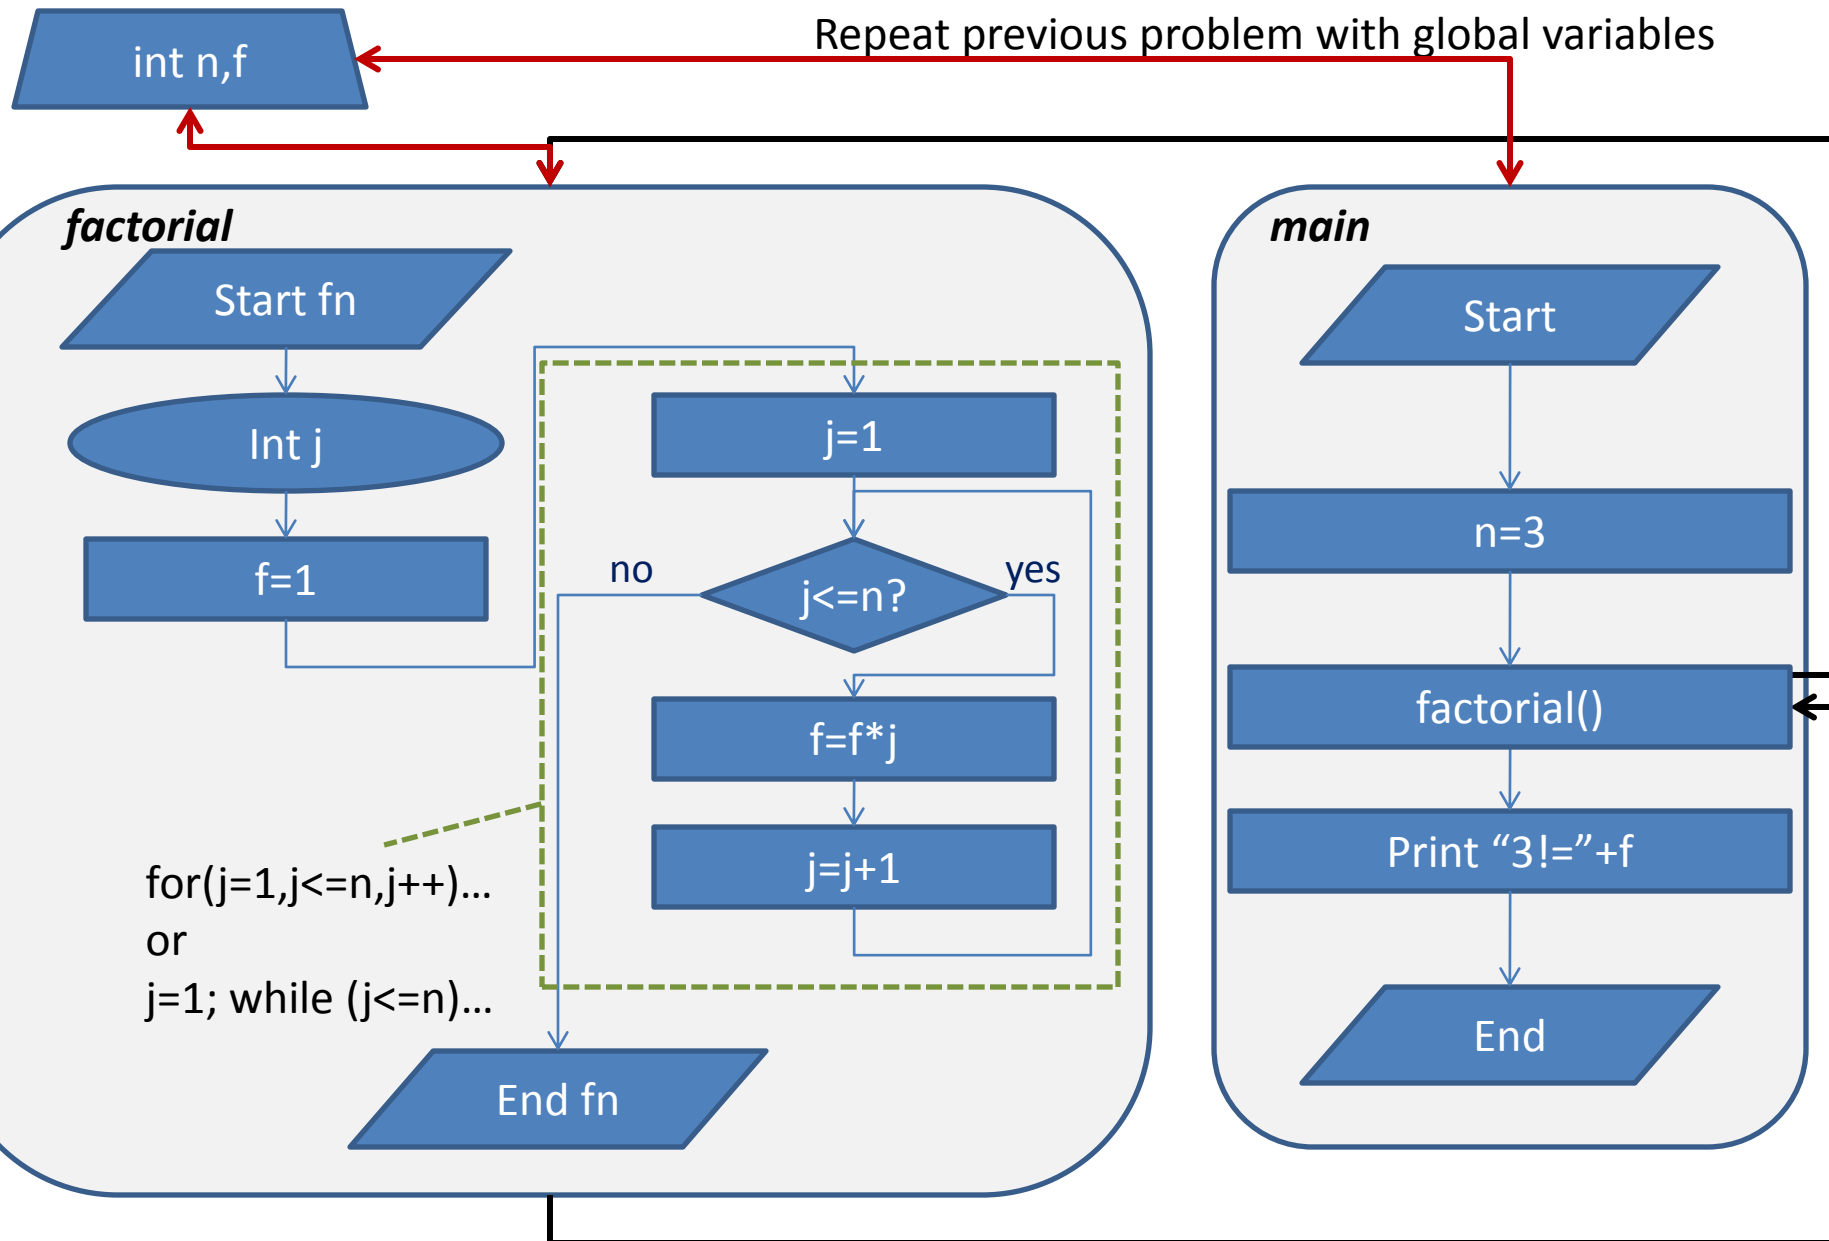 int n,f
Repeat previous problem with global variables
factorial
Start fn
Int j
f=1
j=1
no
j<=n?
yes
f=f*j
j=j+1
for(j=1,j<=n,j++)…
or
j=1; while (j<=n)…
End fn
main
Start
n=3
factorial()
Print “3!=”+f
End